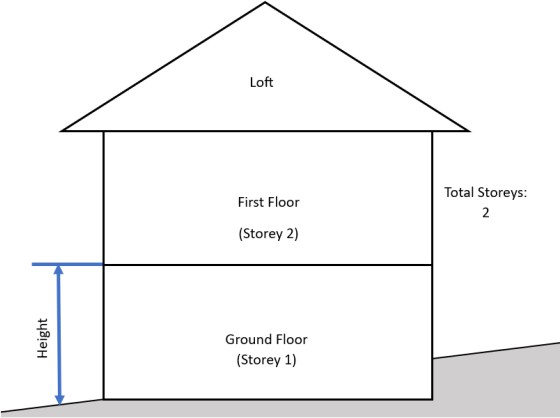 Loft
First Floor
(Storey 2)
Total Storeys:
2
Height
Ground Floor
(Storey 1)